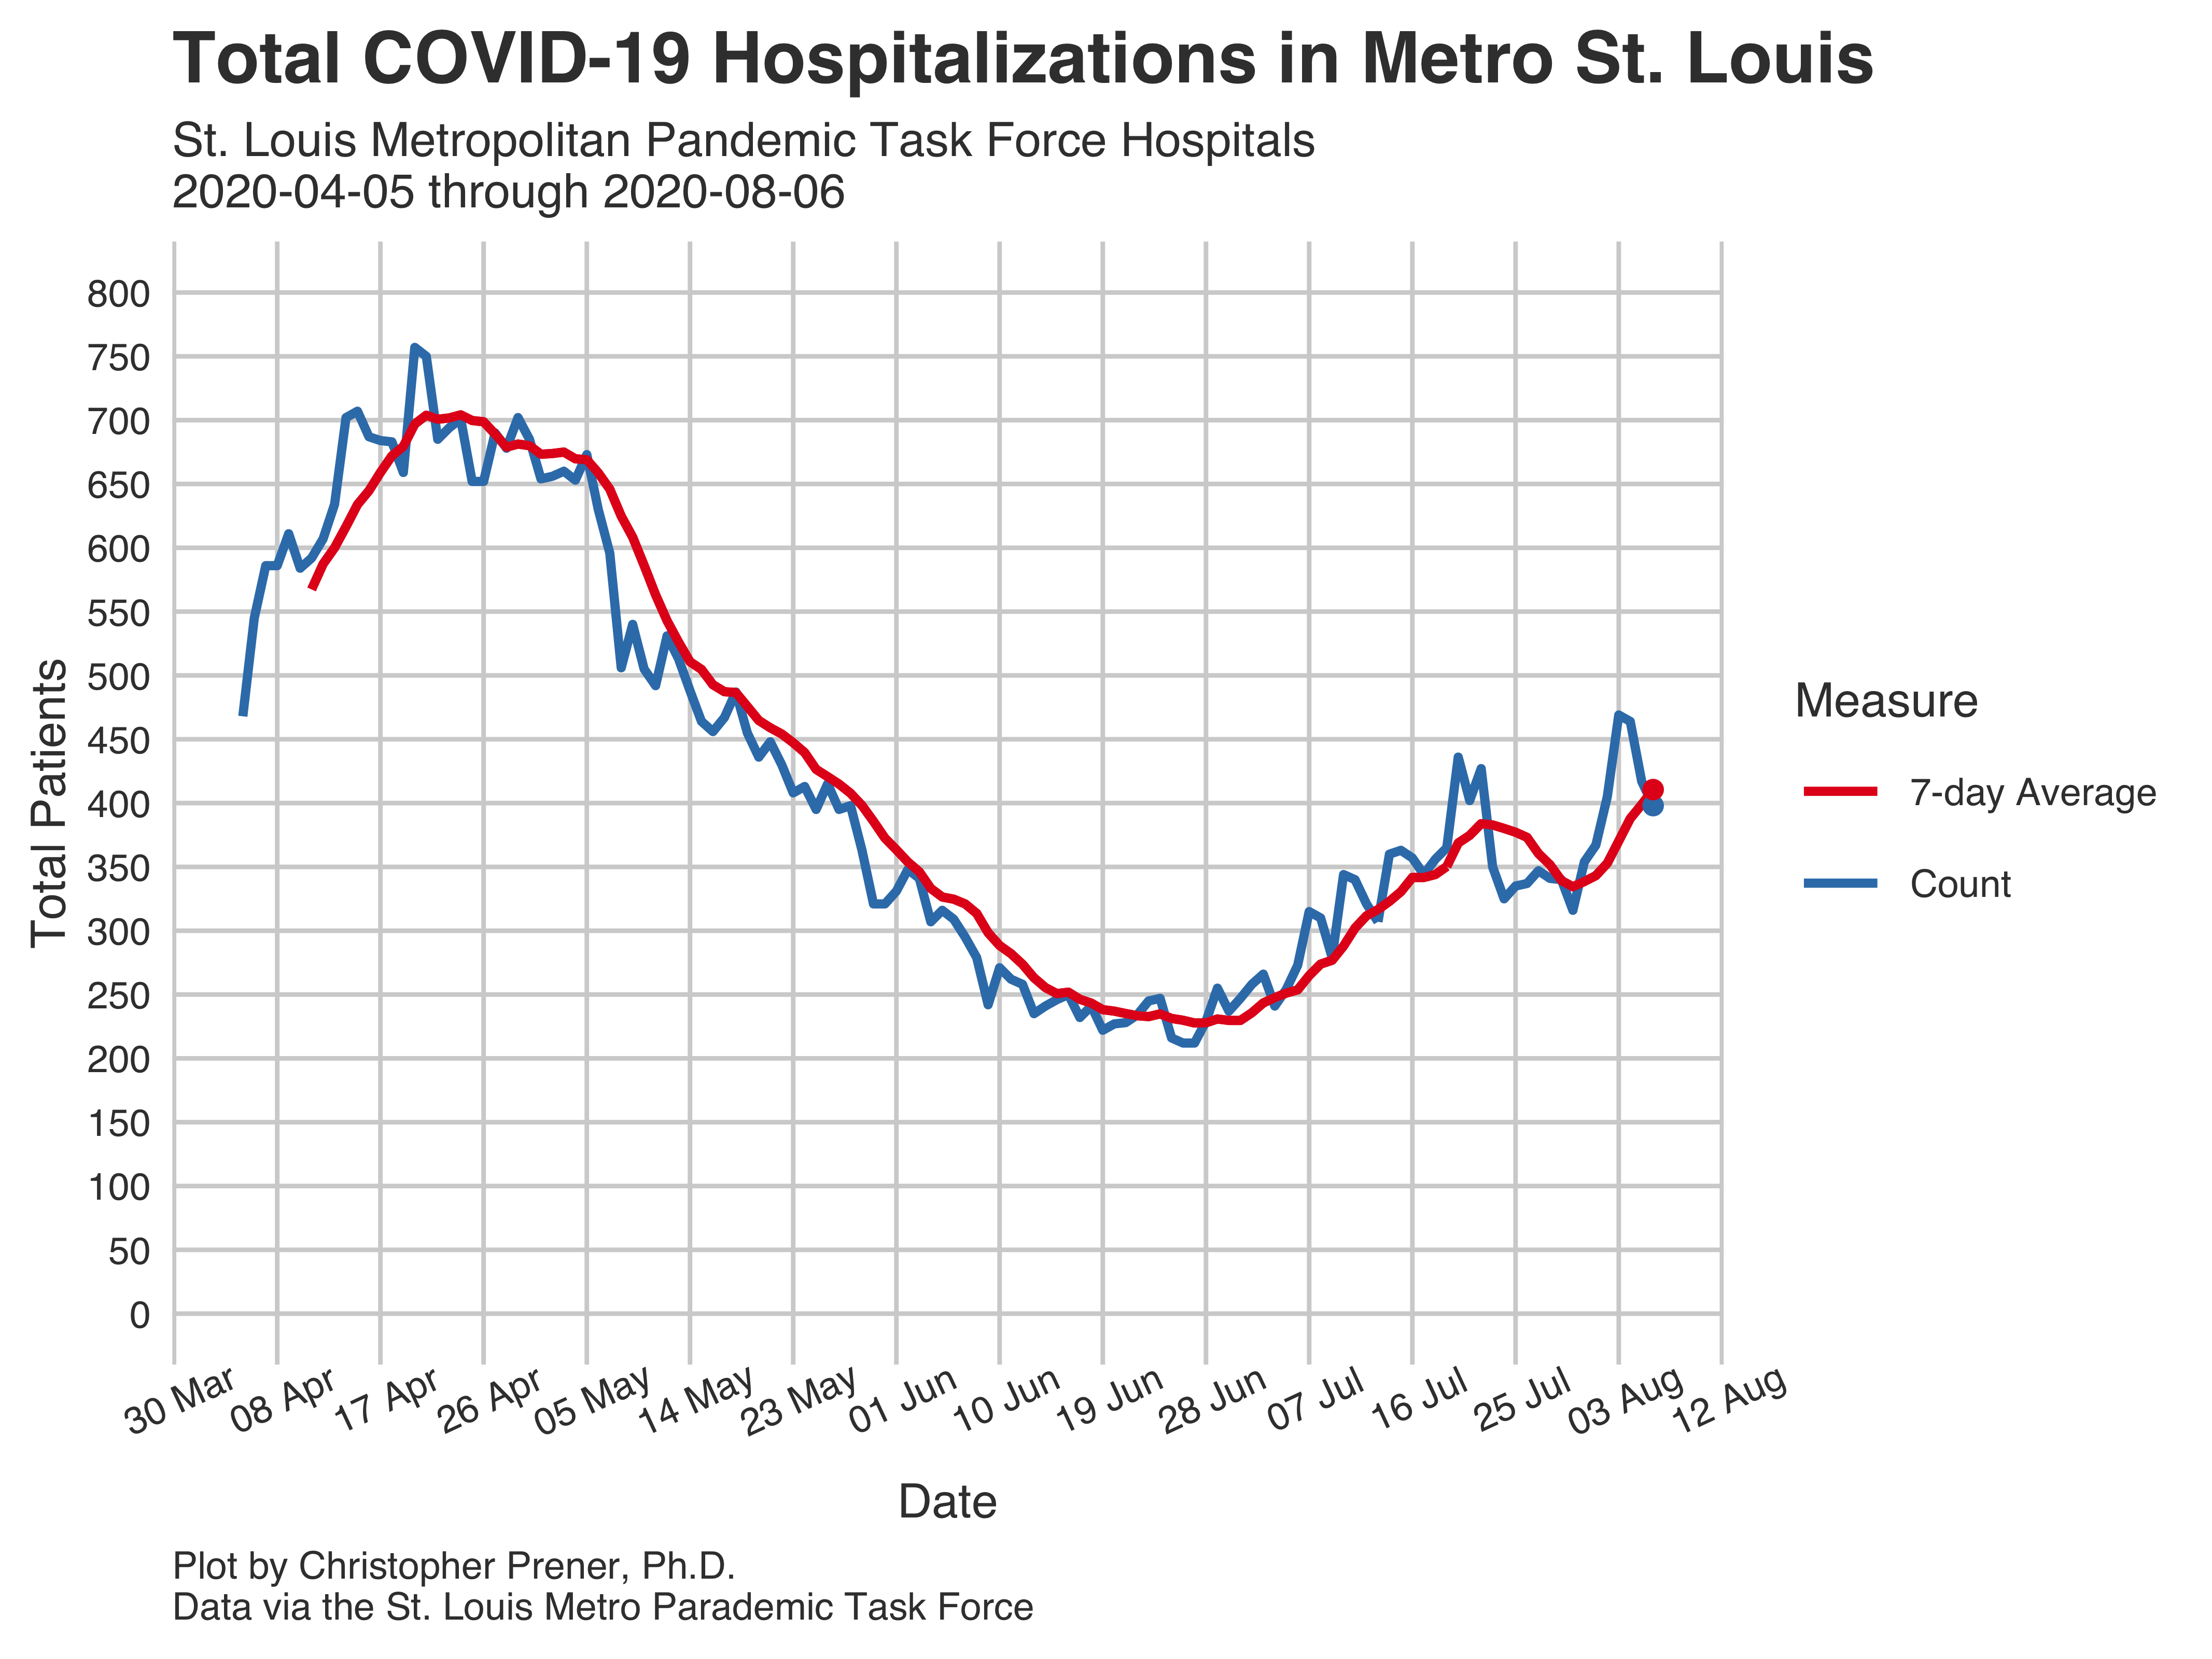 Total COVID-19 Hospitalizations in Metro St. Louis
St. Louis Metropolitan Pandemic Task Force Hospitals
2020-04-05 through 2020-08-06
800
750
700
650
600
550
500
450
400
350
300
250
200
150
100
50
0
Total Patients
30 Mar
08 Apr
17 Apr
26 Apr
05 May
14 May
23 May
01 Jun
10 Jun
19 Jun
28 Jun
07 Jul
16 Jul
25 Jul
03 Aug
12 Aug
Date
Measure
7-day Average
Count
Plot by Christopher Prener, Ph.D.
Data via the St. Louis Metro Parademic Task Force